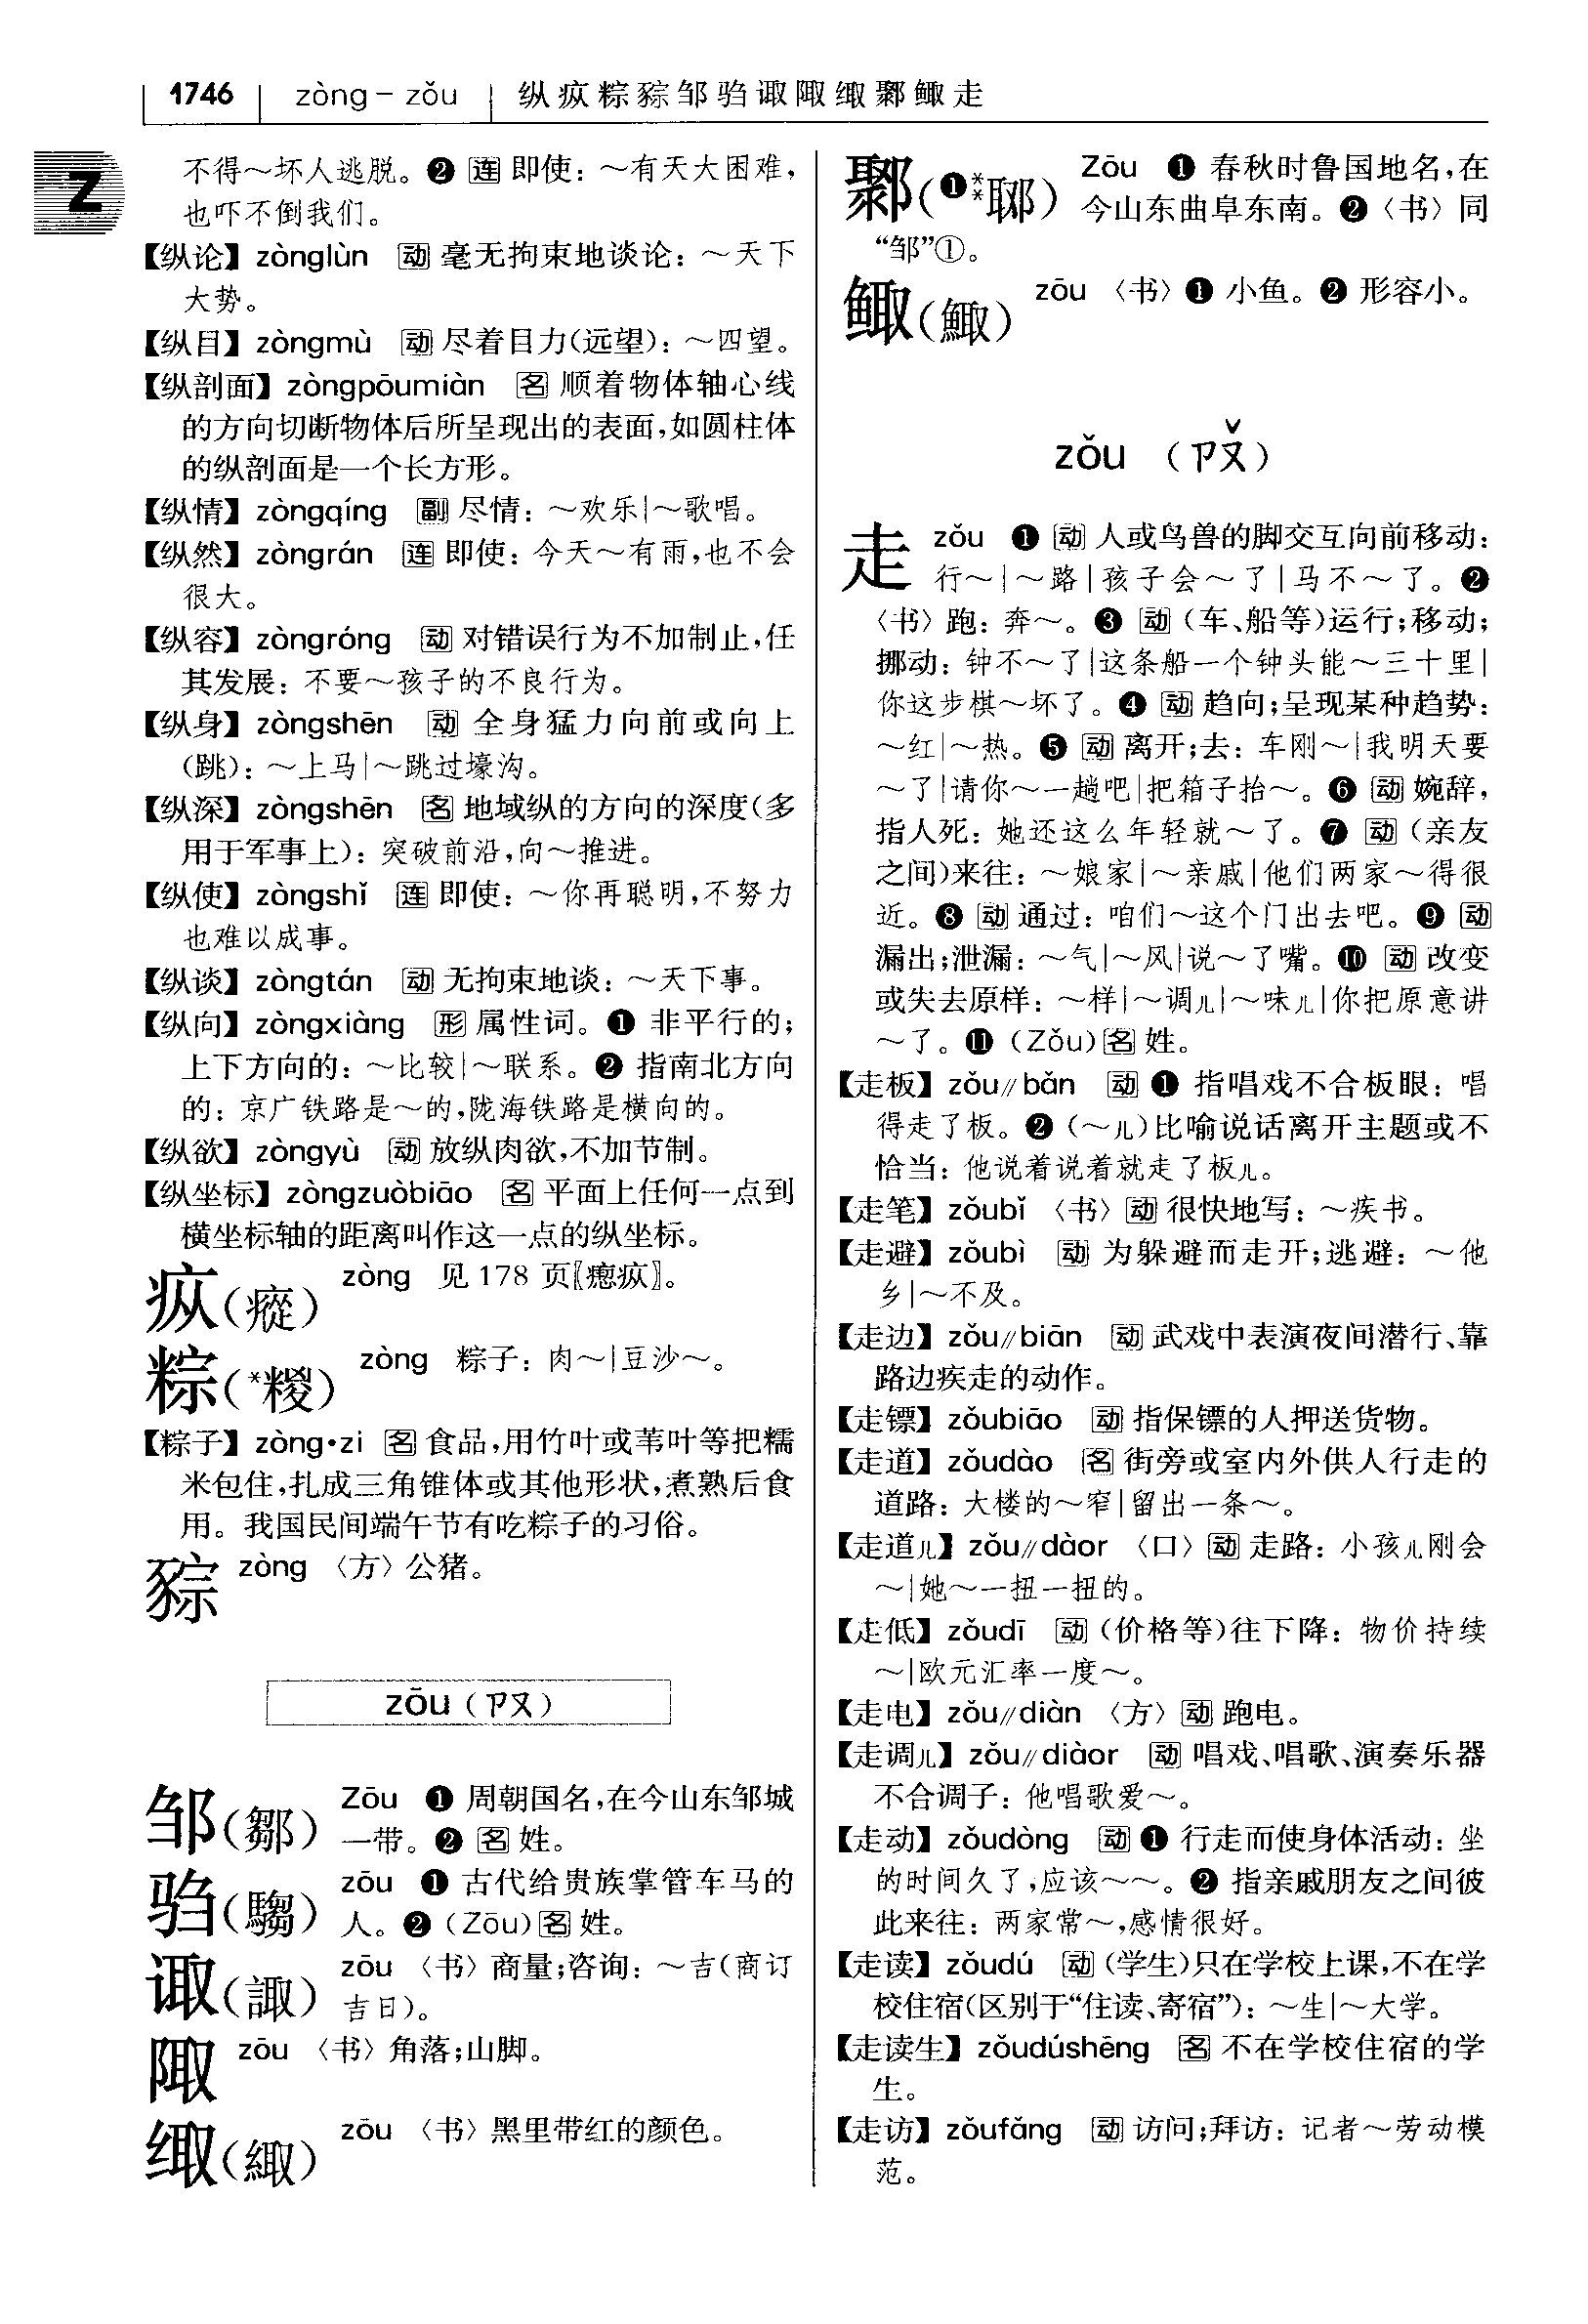 1746 zòng – zǒu 纵疭粽猔邹驺诹陬緅鄹鲰走
Z
不得～坏人逃脱。❷ 连 即使：～有天大困难，
也吓不倒我们。
【纵论】zònglùn 动 毫无拘束地谈论：～天下
大势。
【纵目】zòngmù 动 尽着目力(远望)：～四望。
【纵剖面】zòngpōumiàn 名 顺着物体轴心线
的方向切断物体后所呈现出的表面，如圆柱体
的纵剖面是一个长方形。
【纵情】zòngqíng 副 尽情：～欢乐|～歌唱。
【纵然】zòngrán 连 即使：今天～有雨，也不会
很大。
【纵容】zòngróng 动 对错误行为不加制止，任
其发展：不要～孩子的不良行为。
【纵身】zòngshēn 动 全身猛力向前或向上
(跳)：～上马|～跳过壕沟。
【纵深】zòngshēn 名 地域纵的方向的深度(多
用于军事上)：突破前沿，向～推进。
【纵使】zòngshǐ 连 即使：～你再聪明，不努力
也难以成事。
【纵谈】zòngtán 动 无拘束地谈：～天下事。
【纵向】zòngxiàng 形 属性词。❶ 非平行的；
上下方向的：～比较|～联系。❷ 指南北方向
的：京广铁路是～的，陇海铁路是横向的。
【纵欲】zòngyù 动 放纵肉欲，不加节制。
【纵坐标】zòngzuòbiāo 名 平面上任何一点到
横坐标轴的距离叫作这一点的纵坐标。
疭(瘲) zòng 见 178 页〖瘛疭〗。
粽(*糉) zòng 粽子：肉～|豆沙～。
【粽子】zòng•zi 名 食品，用竹叶或苇叶等把糯
米包住，扎成三角锥体或其他形状，煮熟后食
用。我国民间端午节有吃粽子的习俗。
zòng 〈方〉公猪。
zōu (ㄗㄡ)
邹(鄒) Zōu ❶ 周朝国名，在今山东邹城
一带。❷ 名 姓。
驺(騶) zōu ❶ 古代给贵族掌管车马的
人。❷ (Zōu) 名 姓。
诹(諏) zōu 〈书〉商量；咨询：～吉(商订
吉日)。
陬 zōu 〈书〉角落；山脚。
𬙀(緅) zōu 〈书〉黑里带红的颜色。
鄹(❶**郰) Zōu ❶ 春秋时鲁国地名，在
今山东曲阜东南。❷〈书〉同
“邹”①。
鲰(鯫) zōu 〈书〉❶ 小鱼。❷ 形容小。
zǒu (ㄗㄡˇ)
走 zǒu ❶ 动 人或鸟兽的脚交互向前移动：
行～|～路|孩子会～了|马不～了。❷
〈书〉跑：奔～。❸ 动 (车、船等)运行；移动；
挪动：钟不～了|这条船一个钟头能～三十里|
你这步棋～坏了。❹ 动 趋向；呈现某种趋势：
～红|～热。❺ 动 离开；去：车刚～|我明天要
～了|请你～一趟吧|把箱子抬～。❻ 动 婉辞，
指人死：她还这么年轻就～了。❼ 动 (亲友
之间)来往：～娘家|～亲戚|他们两家～得很
近。❽ 动 通过：咱们～这个门出去吧。❾ 动
漏出；泄漏：～气|～风|说～了嘴。❿ 动 改变
或失去原样：～样|～调儿|～味儿|你把原意讲
～了。⓫ (Zǒu) 名 姓。
【走板】zǒu//bǎn 动 ❶ 指唱戏不合板眼：唱
得走了板。❷ (～儿)比喻说话离开主题或不
恰当：他说着说着就走了板儿。
【走笔】zǒubǐ 〈书〉动 很快地写：～疾书。
【走避】zǒubì 动 为躲避而走开；逃避：～他
乡|～不及。
【走边】zǒu//biān 动 武戏中表演夜间潜行、靠
路边疾走的动作。
【走镖】zǒubiāo 动 指保镖的人押送货物。
【走道】zǒudào 名 街旁或室内外供人行走的
道路：大楼的～窄|留出一条～。
【走道儿】zǒu//dàor 〈口〉动 走路：小孩儿刚会
～|她～一扭一扭的。
【走低】zǒudī 动 (价格等)往下降：物价持续
～|欧元汇率一度～。
【走电】zǒu//diàn 〈方〉动 跑电。
【走调儿】zǒu//diàor 动 唱戏、唱歌、演奏乐器
不合调子：他唱歌爱～。
【走动】zǒudòng 动 ❶ 行走而使身体活动：坐
的时间久了，应该～～。❷ 指亲戚朋友之间彼
此来往：两家常～，感情很好。
【走读】zǒudú 动 (学生)只在学校上课，不在学
校住宿(区别于“住读、寄宿”)：～生|～大学。
【走读生】zǒudúshēng 名 不在学校住宿的学
生。
【走访】zǒufǎng 动 访问；拜访：记者～劳动模
范。